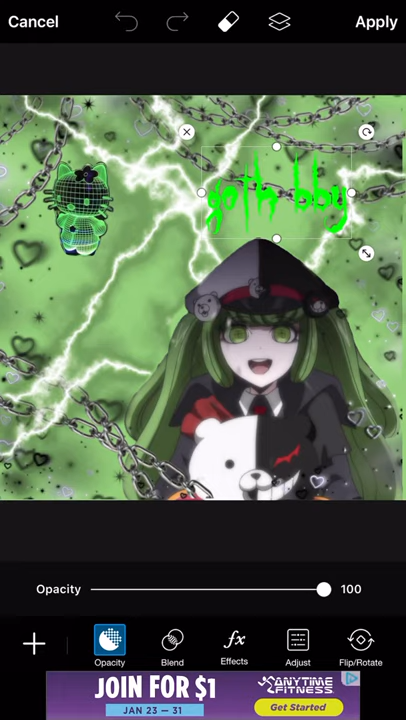 Cancel
Apply
goth bby
Opacity
100
Opacity
Blend
fx
Effects
Adjust
Flip/Rotate
JOIN FOR $1
JAN 23 — 31
ANYTIME
FITNESS
Get Started